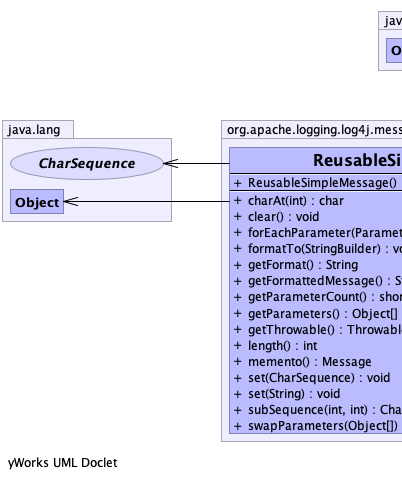 jav
O
java.lang
CharSequence
Object
org.apache.logging.log4j.mess
ReusableSi
+ ReusableSimpleMessage()
+ charAt(int) : char
+ clear() : void
+ forEachParameter(Paramet
+ formatTo(StringBuilder) : vo
+ getFormat() : String
+ getFormattedMessage() : St
+ getParameterCount() : shor
+ getParameters() : Object[]
+ getThrowable() : Throwabl
+ length() : int
+ memento() : Message
+ set(CharSequence) : void
+ set(String) : void
+ subSequence(int, int) : Cha
+ swapParameters(Object[])
yWorks UML Doclet